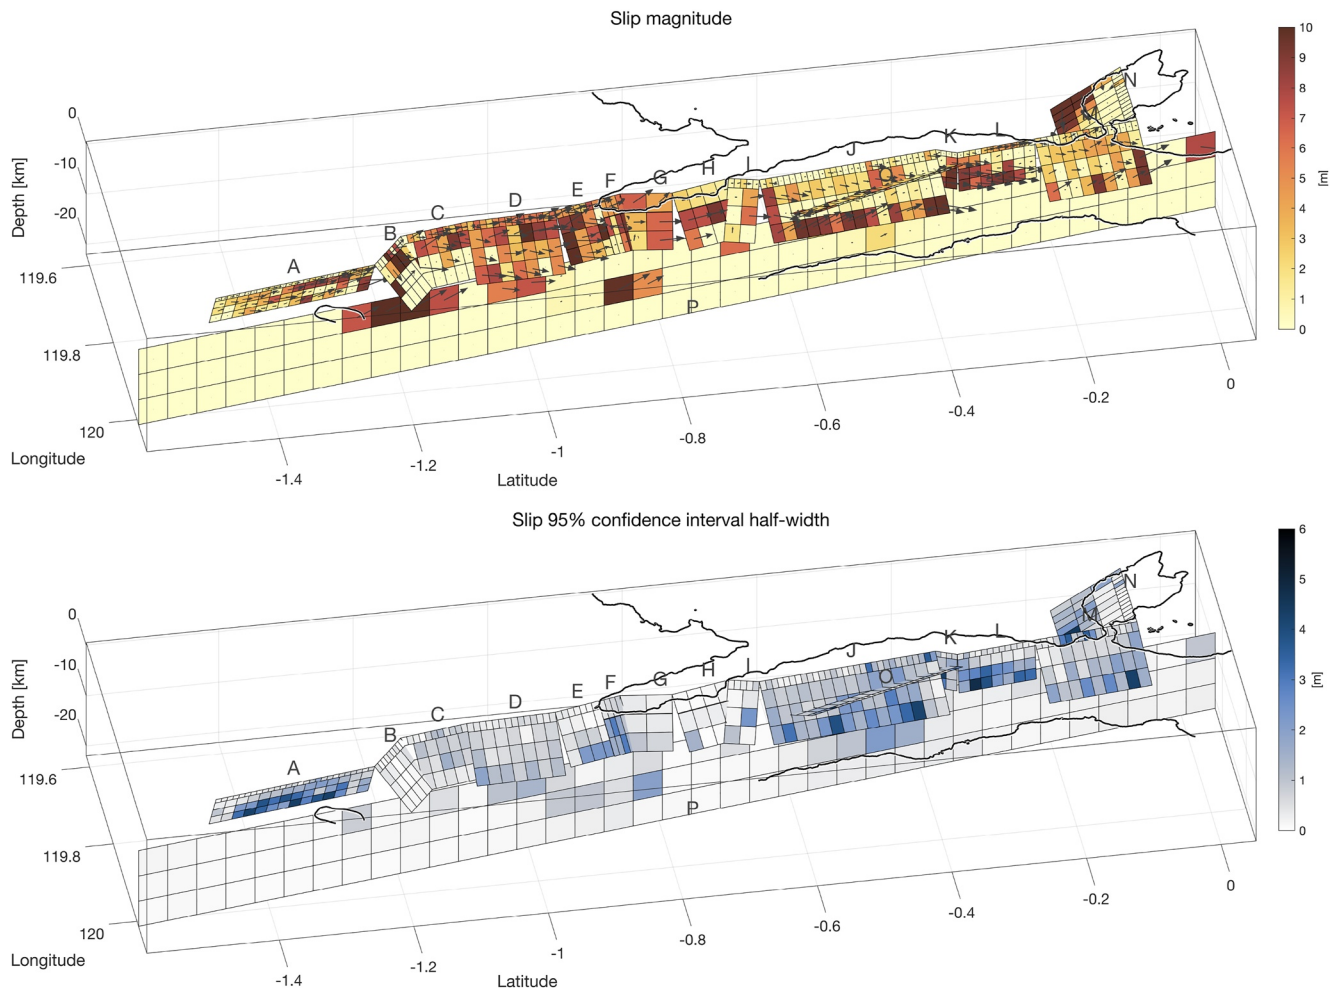 Slip magnitude
0
-10
-20
Depth [km]
119.6
119.8
120
Longitude
-1.4
-1.2
-1
-0.8
-0.6
-0.4
-0.2
0
Latitude
A
B
C
D
E
F
G
H
I
J
K
L
M
N
O
P
10
9
8
7
6
5
4
3
2
1
0
[m]
Slip 95% confidence interval half-width
0
-10
-20
Depth [km]
119.6
119.8
120
Longitude
-1.4
-1.2
-1
-0.8
-0.6
-0.4
-0.2
0
Latitude
A
B
C
D
E
F
G
H
I
J
K
L
M
N
O
P
6
5
4
3
2
1
0
[m]